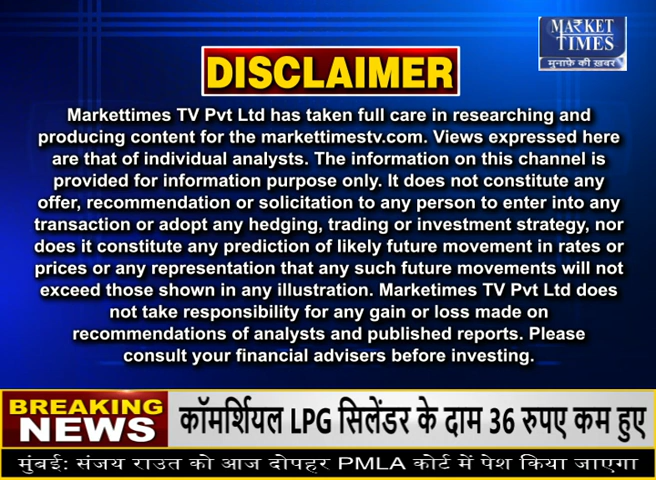 MARKET
TIMES
मुनाफे की ख़बर
DISCLAIMER
Markettimes TV Pvt Ltd has taken full care in researching and
producing content for the markettimestv.com. Views expressed here
are that of individual analysts. The information on this channel is
provided for information purpose only. It does not constitute any
offer, recommendation or solicitation to any person to enter into any
transaction or adopt any hedging, trading or investment strategy, nor
does it constitute any prediction of likely future movement in rates or
prices or any representation that any such future movements will not
exceed those shown in any illustration. Marketimes TV Pvt Ltd does
not take responsibility for any gain or loss made on
recommendations of analysts and published reports. Please
consult your financial advisers before investing.
BREAKING
NEWS
कॉमर्शियल LPG सिलेंडर के दाम 36 रुपए कम हुए
मुंबई: संजय राउत को आज दोपहर PMLA कोर्ट में पेश किया जाएगा